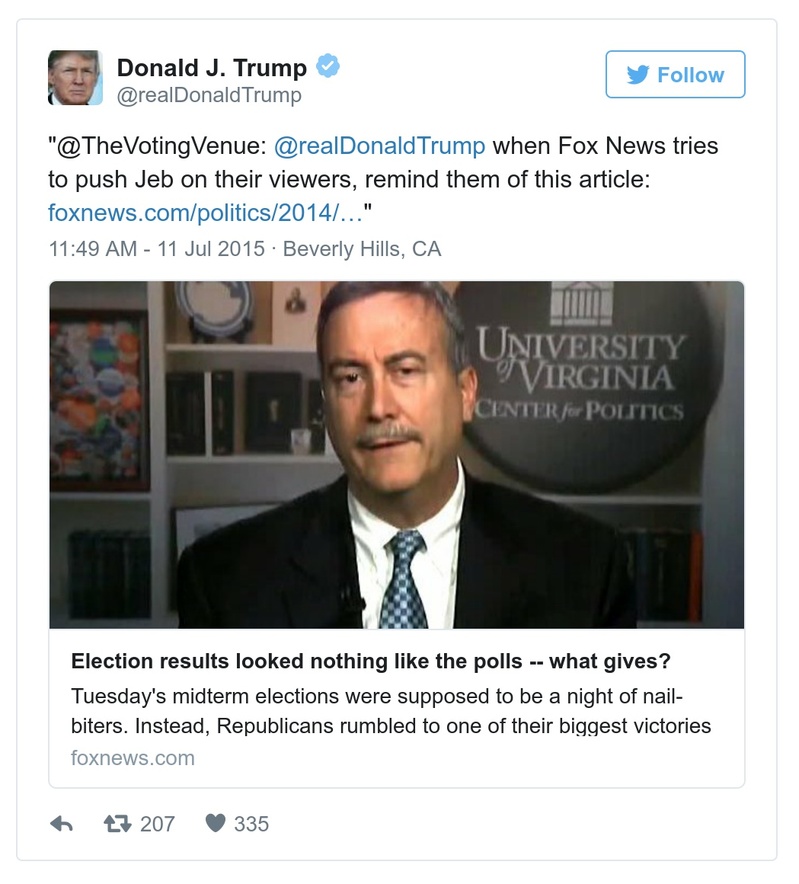 Donald J. Trump
@realDonaldTrump
Follow
"@TheVotingVenue: @realDonaldTrump when Fox News tries
to push Jeb on their viewers, remind them of this article:
foxnews.com/politics/2014/…"
11:49 AM - 11 Jul 2015 · Beverly Hills, CA
UNIVERSITY
of VIRGINIA
CENTER for POLITICS
Election results looked nothing like the polls -- what gives?
Tuesday's midterm elections were supposed to be a night of nail-
biters. Instead, Republicans rumbled to one of their biggest victories
foxnews.com
207
335